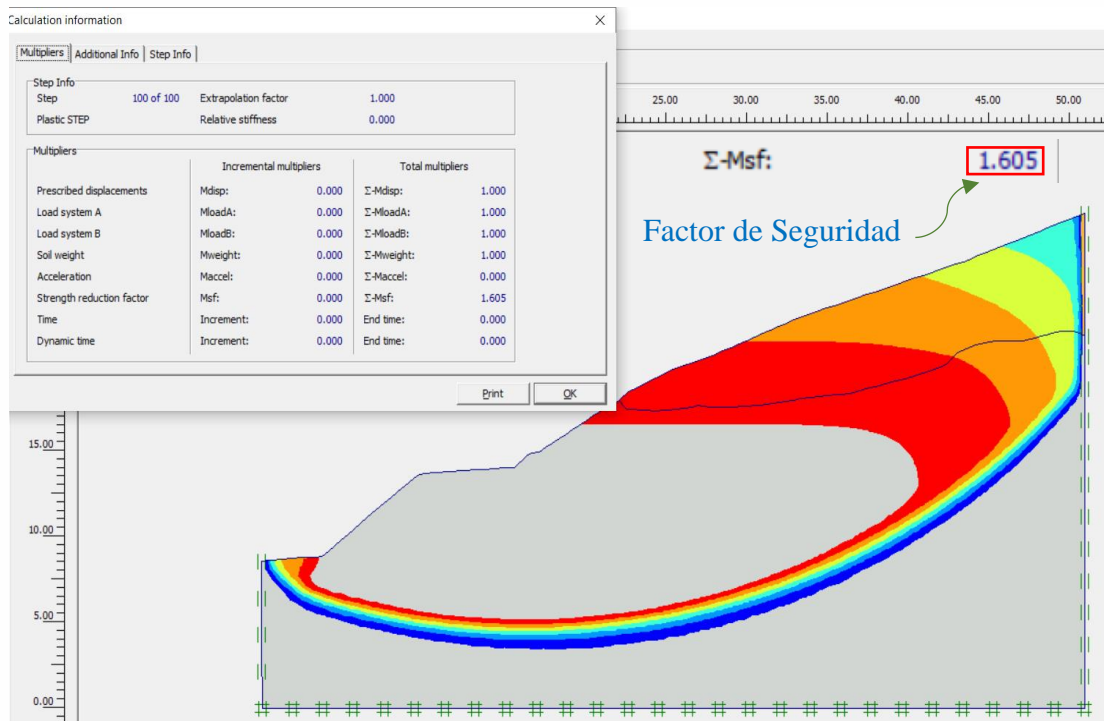 Calculation information
Multipliers Additional Info Step Info
Step Info
Step 100 of 100 Extrapolation factor 1.000
Plastic STEP Relative stiffness 0.000
Multipliers
Incremental multipliers Total multipliers
Prescribed displacements Mdisp: 0.000 Σ-Mdisp: 1.000
Load system A MloadA: 0.000 Σ-MloadA: 1.000
Load system B MloadB: 0.000 Σ-MloadB: 1.000
Soil weight Mweight: 0.000 Σ-Mweight: 1.000
Acceleration Maccel: 0.000 Σ-Maccel: 0.000
Strength reduction factor Msf: 0.000 Σ-Msf: 1.605
Time Increment: 0.000 End time: 0.000
Dynamic time Increment: 0.000 End time: 0.000
Print OK
25.00 30.00 35.00 40.00 45.00 50.00
Σ-Msf: 1.605
Factor de Seguridad
15.00
10.00
5.00
0.00